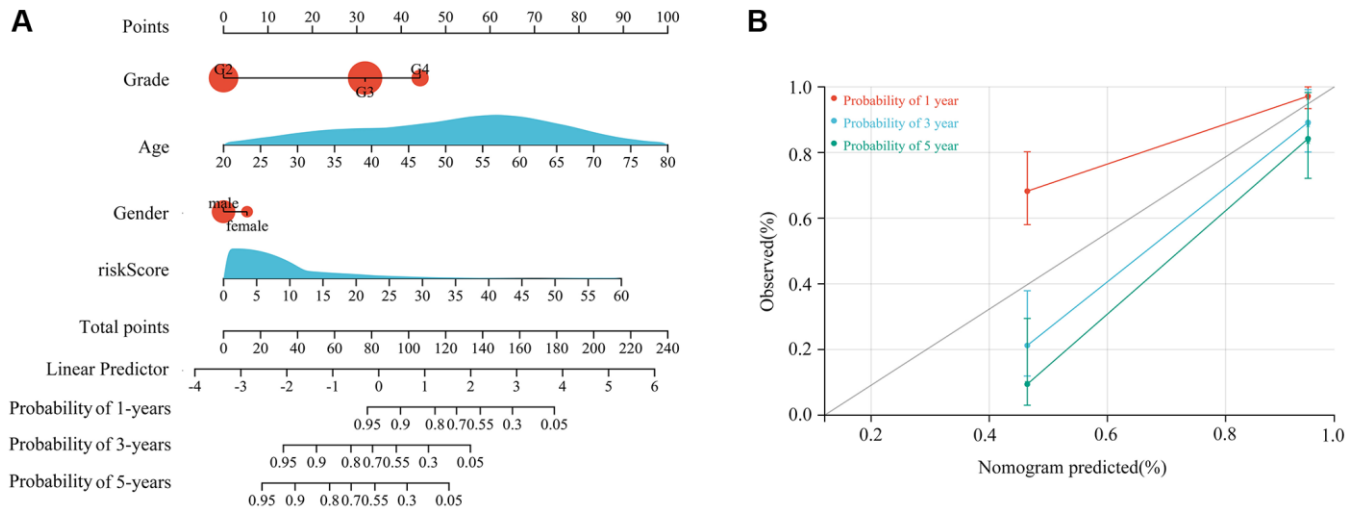 A
Points
0 10 20 30 40 50 60 70 80 90 100
Grade
G2 G3 G4
Age
20 25 30 35 40 45 50 55 60 65 70 75 80
Gender
male
female
riskScore
0 5 10 15 20 25 30 35 40 45 50 55 60
Total points
0 20 40 60 80 100 120 140 160 180 200 220 240
Linear Predictor
-4 -3 -2 -1 0 1 2 3 4 5 6
Probability of 1-years
0.95 0.9 0.8 0.70 0.55 0.3 0.05
Probability of 3-years
0.95 0.9 0.8 0.70 0.55 0.3 0.05
Probability of 5-years
0.95 0.9 0.8 0.70 0.55 0.3 0.05
B
Probability of 1 year
Probability of 3 year
Probability of 5 year
Observed(%)
1.0
0.8
0.6
0.4
0.2
0.0
0.2 0.4 0.6 0.8 1.0
Nomogram predicted(%)